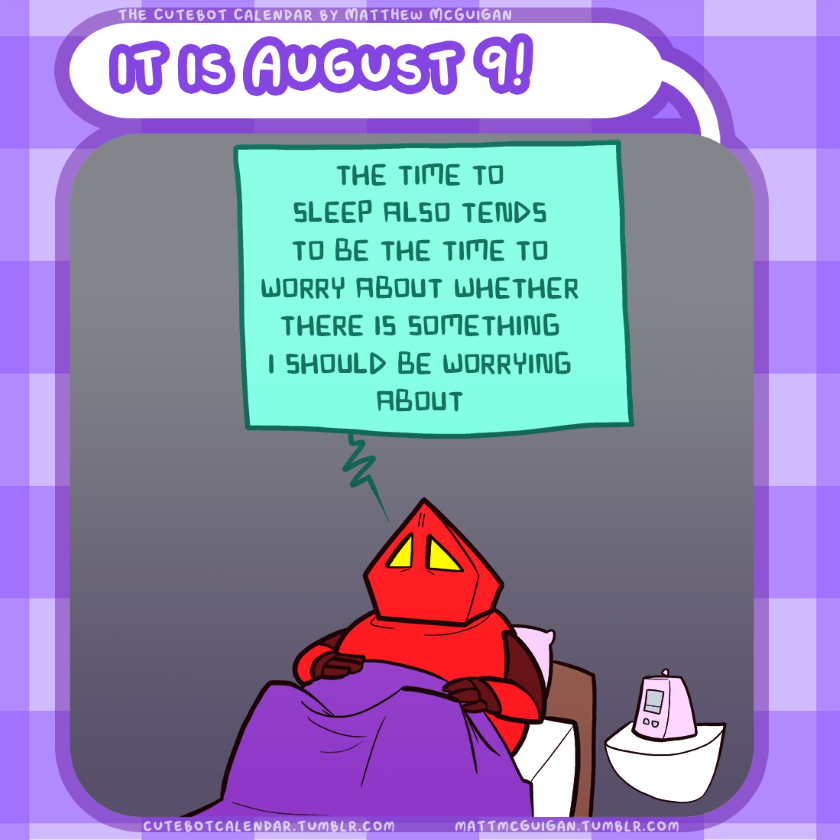 THE CUTEBOT CALENDAR BY MATTHEW MCGUIGAN
IT IS AUGUST 9!
THE TIME TO
SLEEP ALSO TENDS
TO BE THE TIME TO
WORRY ABOUT WHETHER
THERE IS SOMETHING
I SHOULD BE WORRYING
ABOUT
CUTEBOTCALENDAR.TUMBLR.COM
MATTMCGUIGAN.TUMBLR.COM